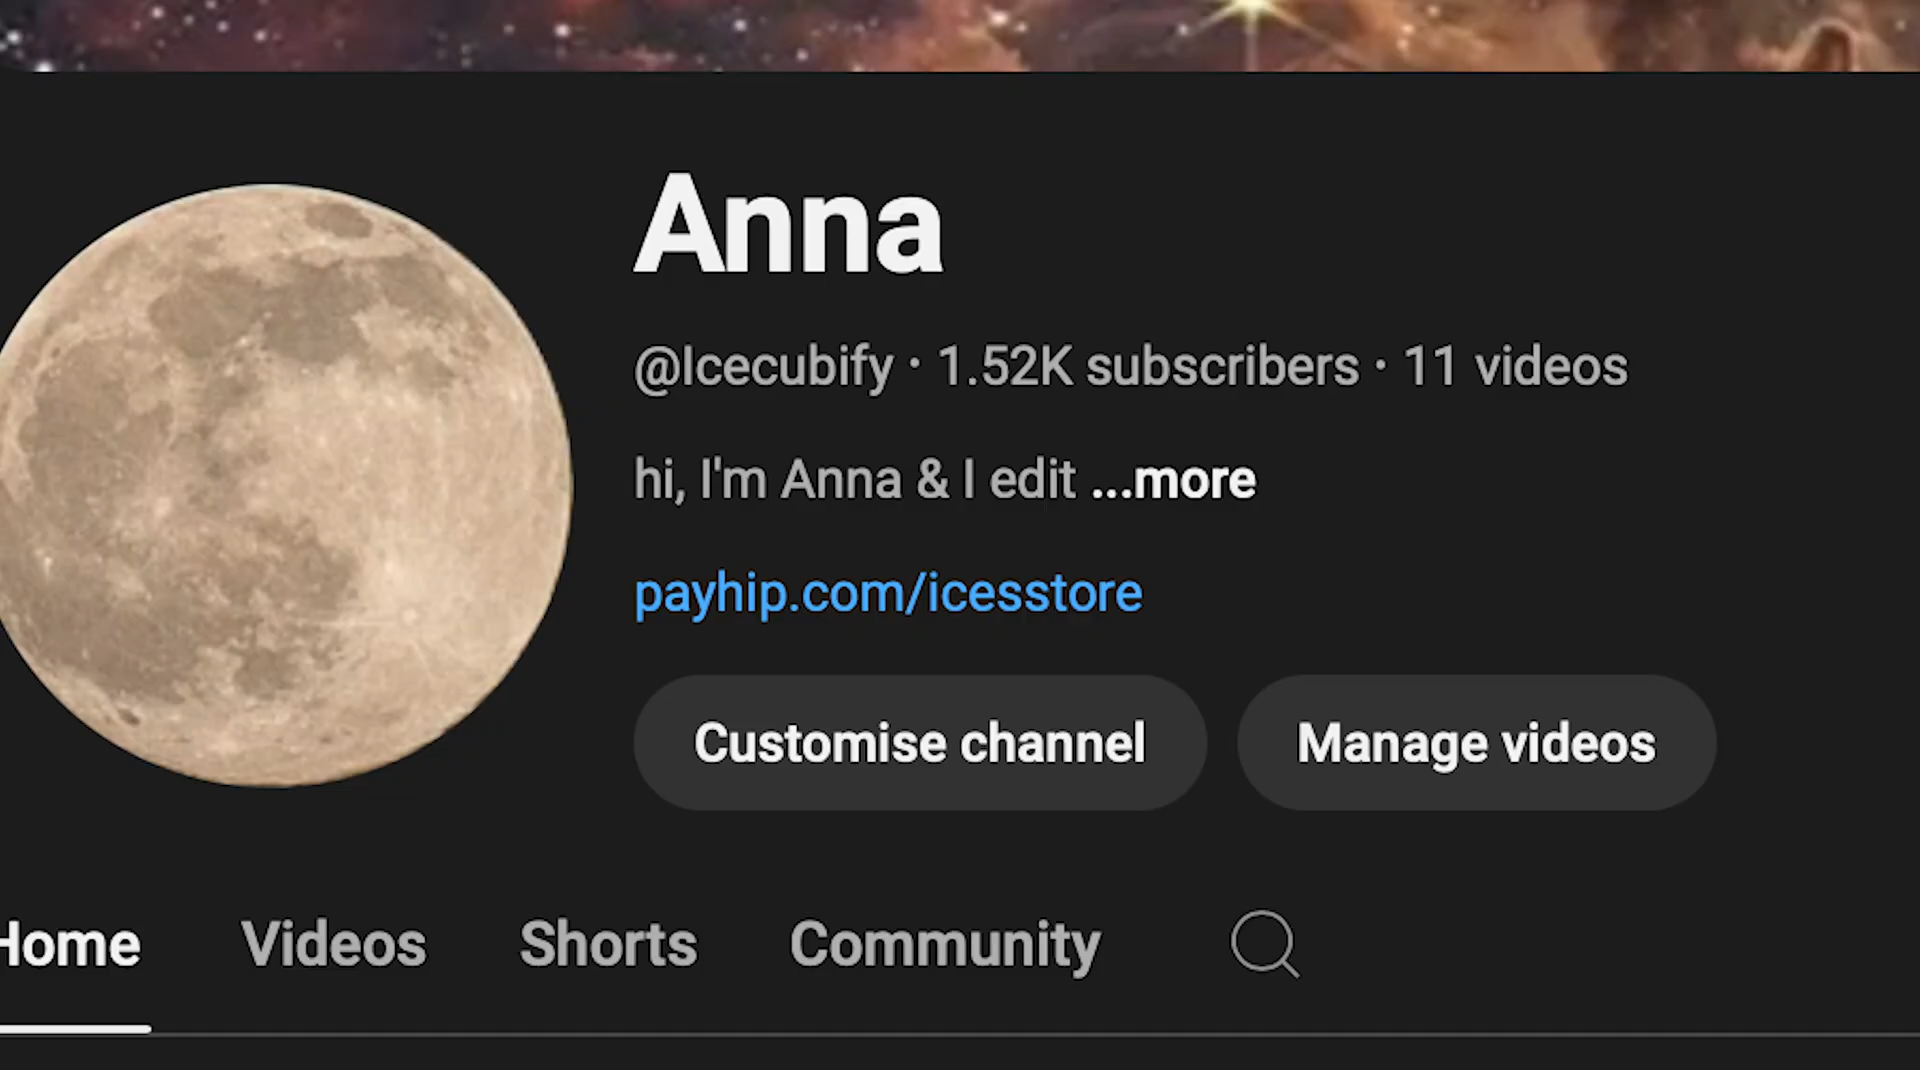 Anna
@Icecubify · 1.52K subscribers · 11 videos
hi, I'm Anna & I edit ...more
payhip.com/icesstore
Customise channel Manage videos
Home Videos Shorts Community